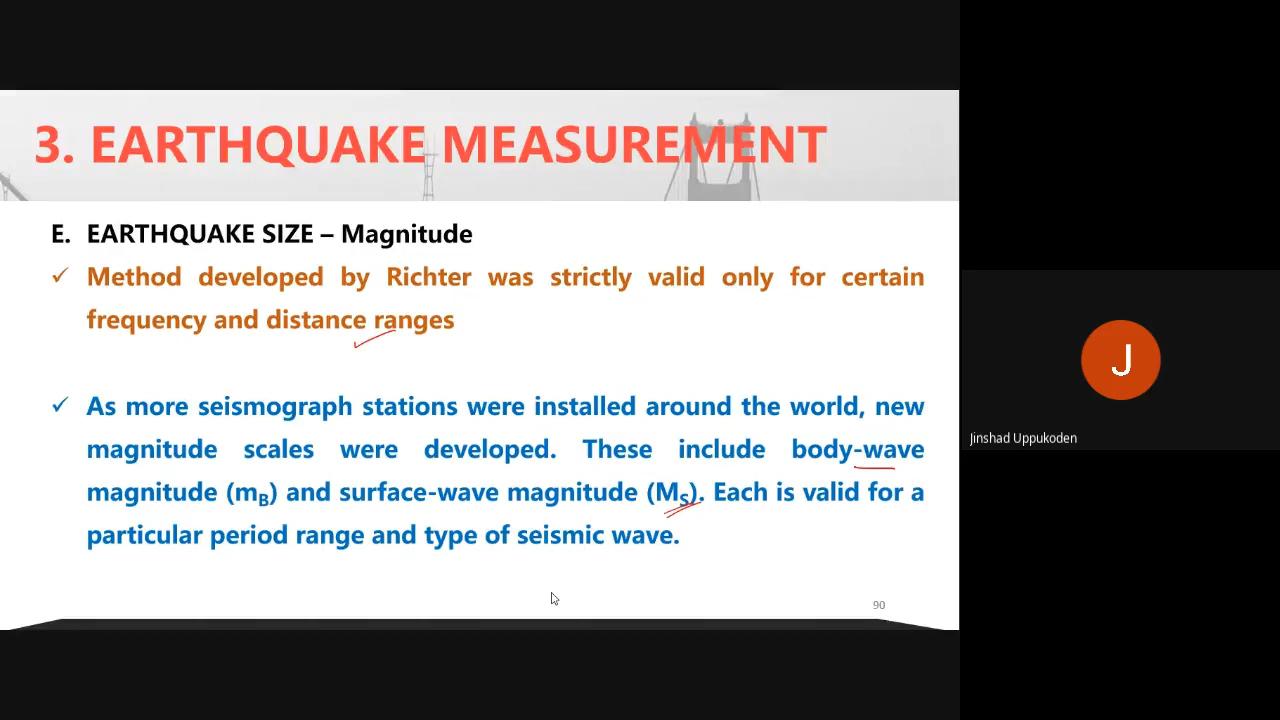 3. EARTHQUAKE MEASUREMENT
E. EARTHQUAKE SIZE – Magnitude
✓ Method developed by Richter was strictly valid only for certain
frequency and distance ranges
✓ As more seismograph stations were installed around the world, new
magnitude scales were developed. These include body-wave
magnitude (mB) and surface-wave magnitude (MS). Each is valid for a
particular period range and type of seismic wave.
90
J
Jinshad Uppukoden